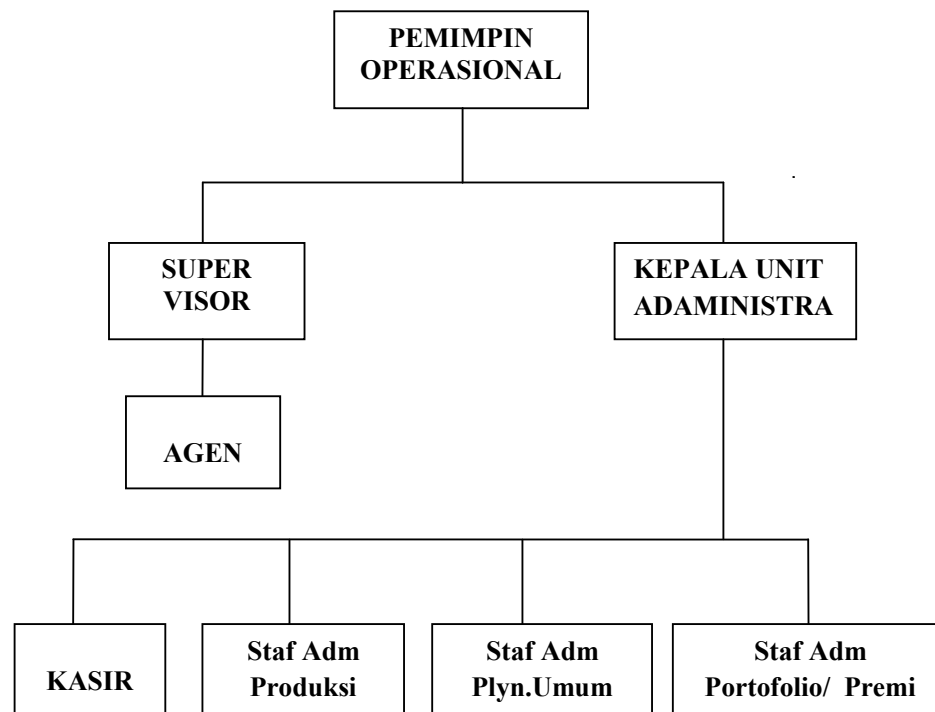 PEMIMPIN
OPERASIONAL
SUPER
VISOR
KEPALA UNIT
ADAMINISTRA
AGEN
KASIR
Staf Adm
Produksi
Staf Adm
Plyn.Umum
Staf Adm
Portofolio/ Premi